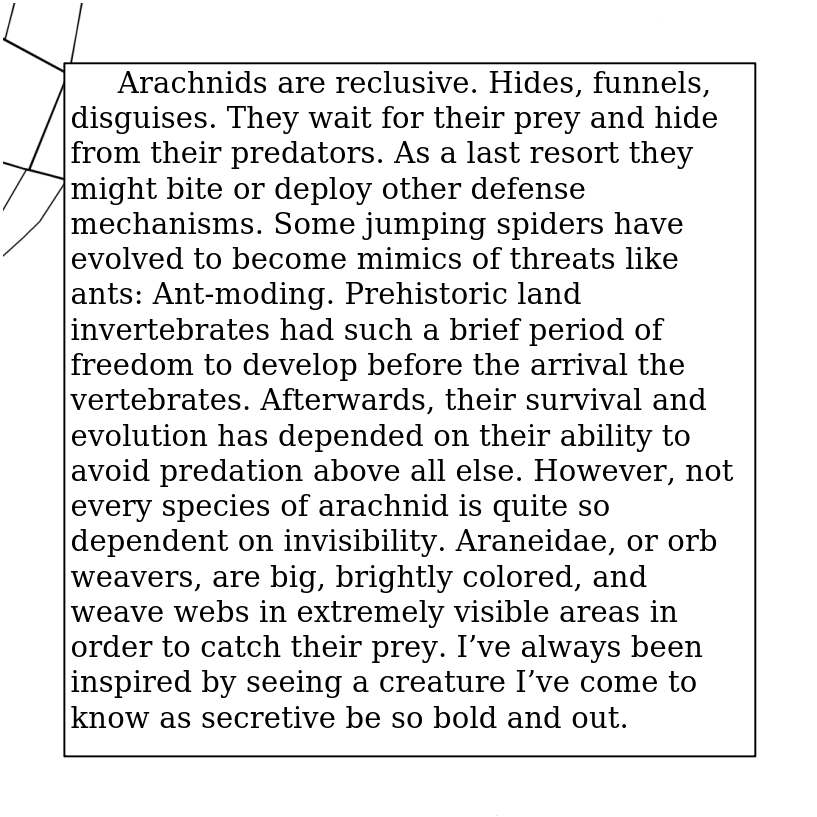 Arachnids are reclusive. Hides, funnels,
disguises. They wait for their prey and hide
from their predators. As a last resort they
might bite or deploy other defense
mechanisms. Some jumping spiders have
evolved to become mimics of threats like
ants: Ant-moding. Prehistoric land
invertebrates had such a brief period of
freedom to develop before the arrival the
vertebrates. Afterwards, their survival and
evolution has depended on their ability to
avoid predation above all else. However, not
every species of arachnid is quite so
dependent on invisibility. Araneidae, or orb
weavers, are big, brightly colored, and
weave webs in extremely visible areas in
order to catch their prey. I’ve always been
inspired by seeing a creature I’ve come to
know as secretive be so bold and out.